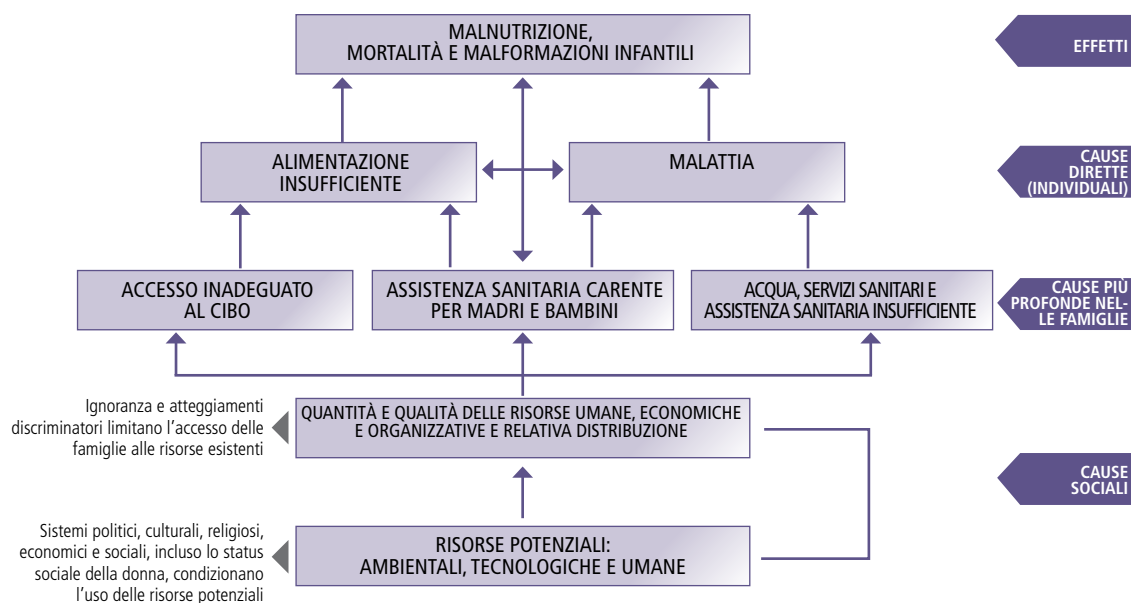 MALNUTRIZIONE,
MORTALITÀ E MALFORMAZIONI INFANTILI
EFFETTI
ALIMENTAZIONE
INSUFFICIENTE
MALATTIA
CAUSE
DIRETTE
(INDIVIDUALI)
ACCESSO INADEGUATO
AL CIBO
ASSISTENZA SANITARIA CARENTE
PER MADRI E BAMBINI
ACQUA, SERVIZI SANITARI E
ASSISTENZA SANITARIA INSUFFICIENTE
CAUSE PIÙ
PROFONDE NEL-
LE FAMIGLIE
Ignoranza e atteggiamenti
discriminatori limitano l’accesso delle
famiglie alle risorse esistenti
QUANTITÀ E QUALITÀ DELLE RISORSE UMANE, ECONOMICHE
E ORGANIZZATIVE E RELATIVA DISTRIBUZIONE
CAUSE
SOCIALI
Sistemi politici, culturali, religiosi,
economici e sociali, incluso lo status
sociale della donna, condizionano
l’uso delle risorse potenziali
RISORSE POTENZIALI:
AMBIENTALI, TECNOLOGICHE E UMANE